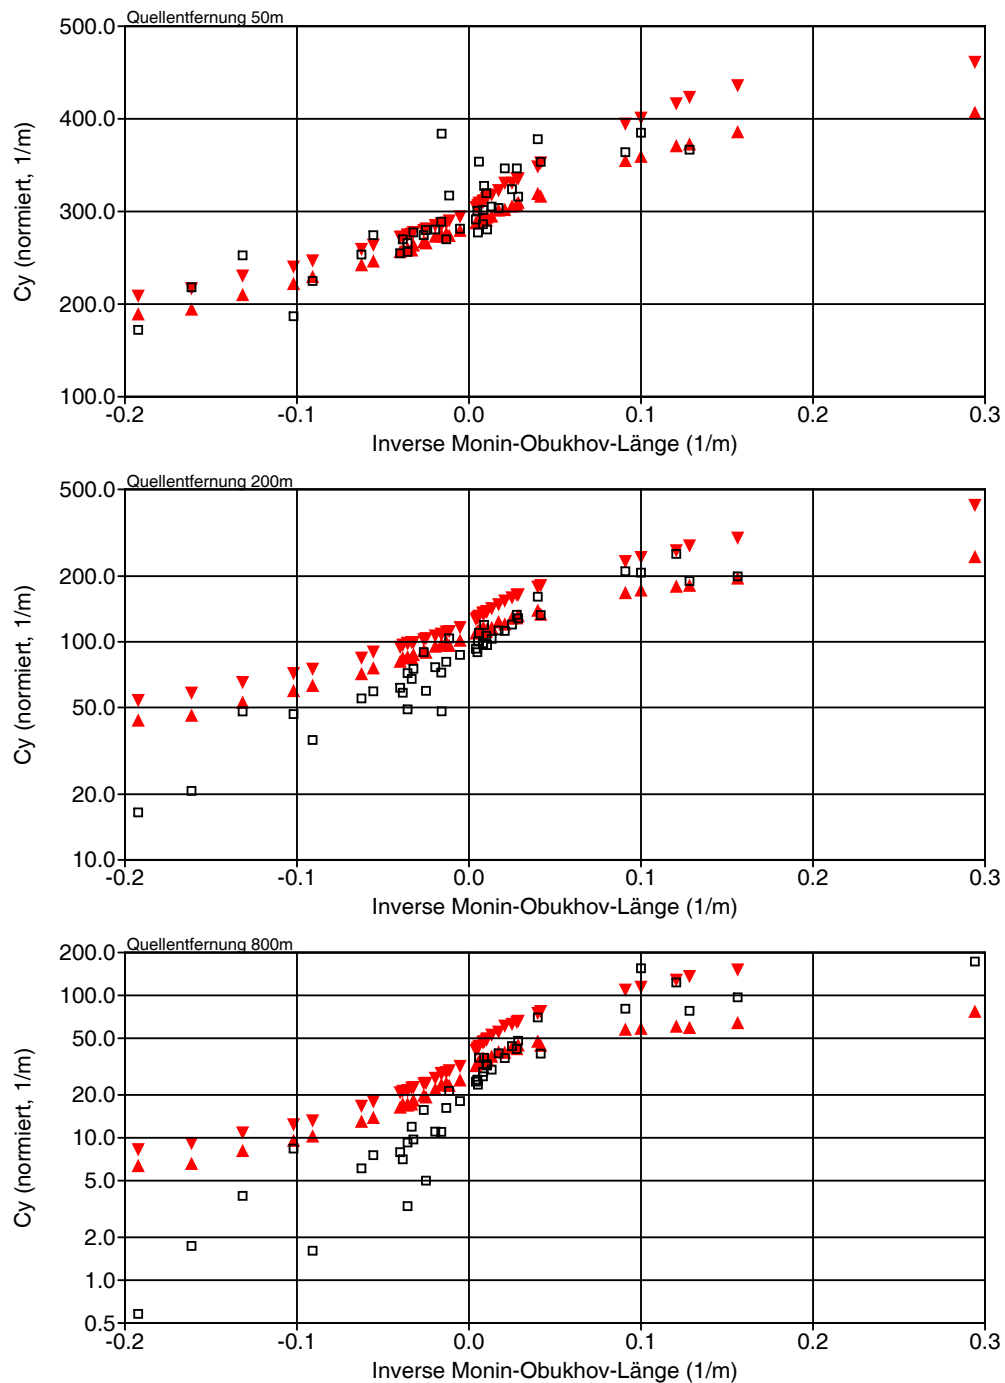 Quellentfernung 50m
500.0
400.0
300.0
200.0
100.0
Cy (normiert, 1/m)
-0.2 -0.1 0.0 0.1 0.2 0.3
Inverse Monin-Obukhov-Länge (1/m)
Quellentfernung 200m
500.0
200.0
100.0
50.0
20.0
10.0
Cy (normiert, 1/m)
-0.2 -0.1 0.0 0.1 0.2 0.3
Inverse Monin-Obukhov-Länge (1/m)
Quellentfernung 800m
200.0
100.0
50.0
20.0
10.0
5.0
2.0
1.0
0.5
Cy (normiert, 1/m)
-0.2 -0.1 0.0 0.1 0.2 0.3
Inverse Monin-Obukhov-Länge (1/m)